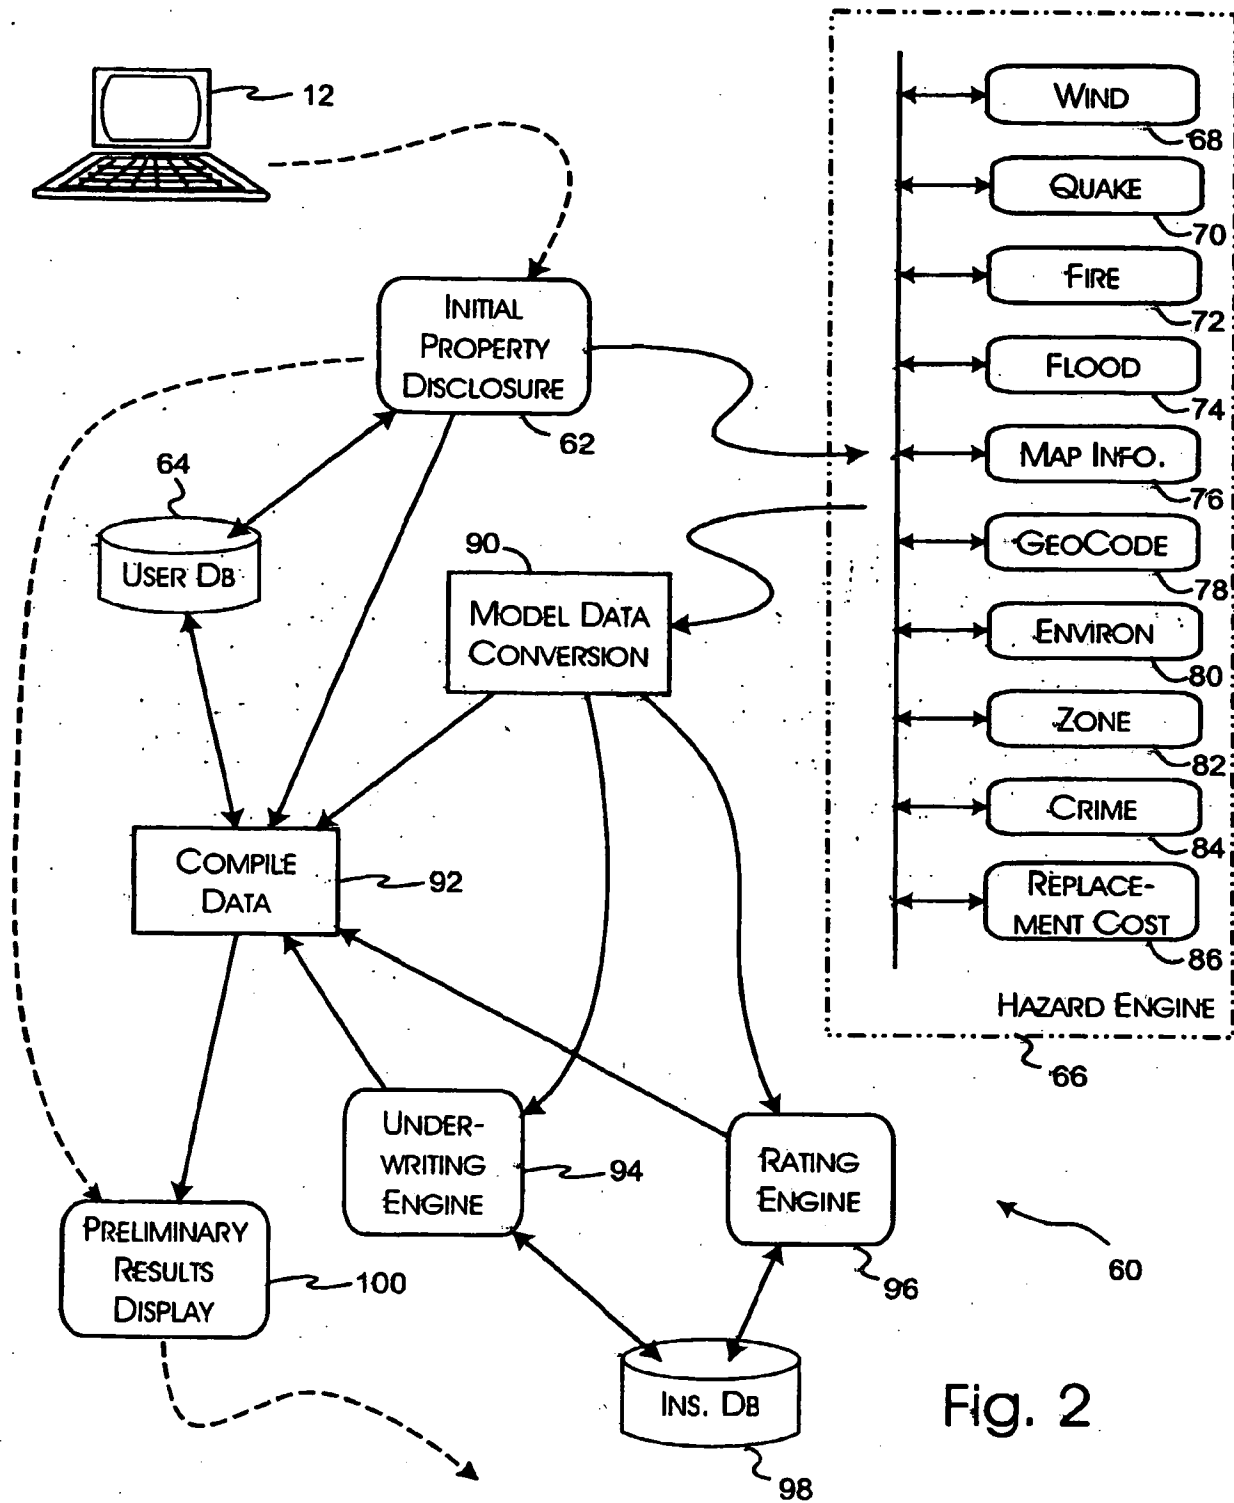 12
WIND
68
QUAKE
70
FIRE
72
FLOOD
74
MAP INFO.
76
GEOCODE
78
ENVIRON
80
ZONE
82
CRIME
84
REPLACE-
MENT COST
86
HAZARD ENGINE
66
INITIAL
PROPERTY
DISCLOSURE
62
64
USER DB
90
MODEL DATA
CONVERSION
COMPILE
DATA
92
UNDER-
WRITING
ENGINE
94
RATING
ENGINE
96
60
PRELIMINARY
RESULTS
DISPLAY
100
INS. DB
98
Fig. 2